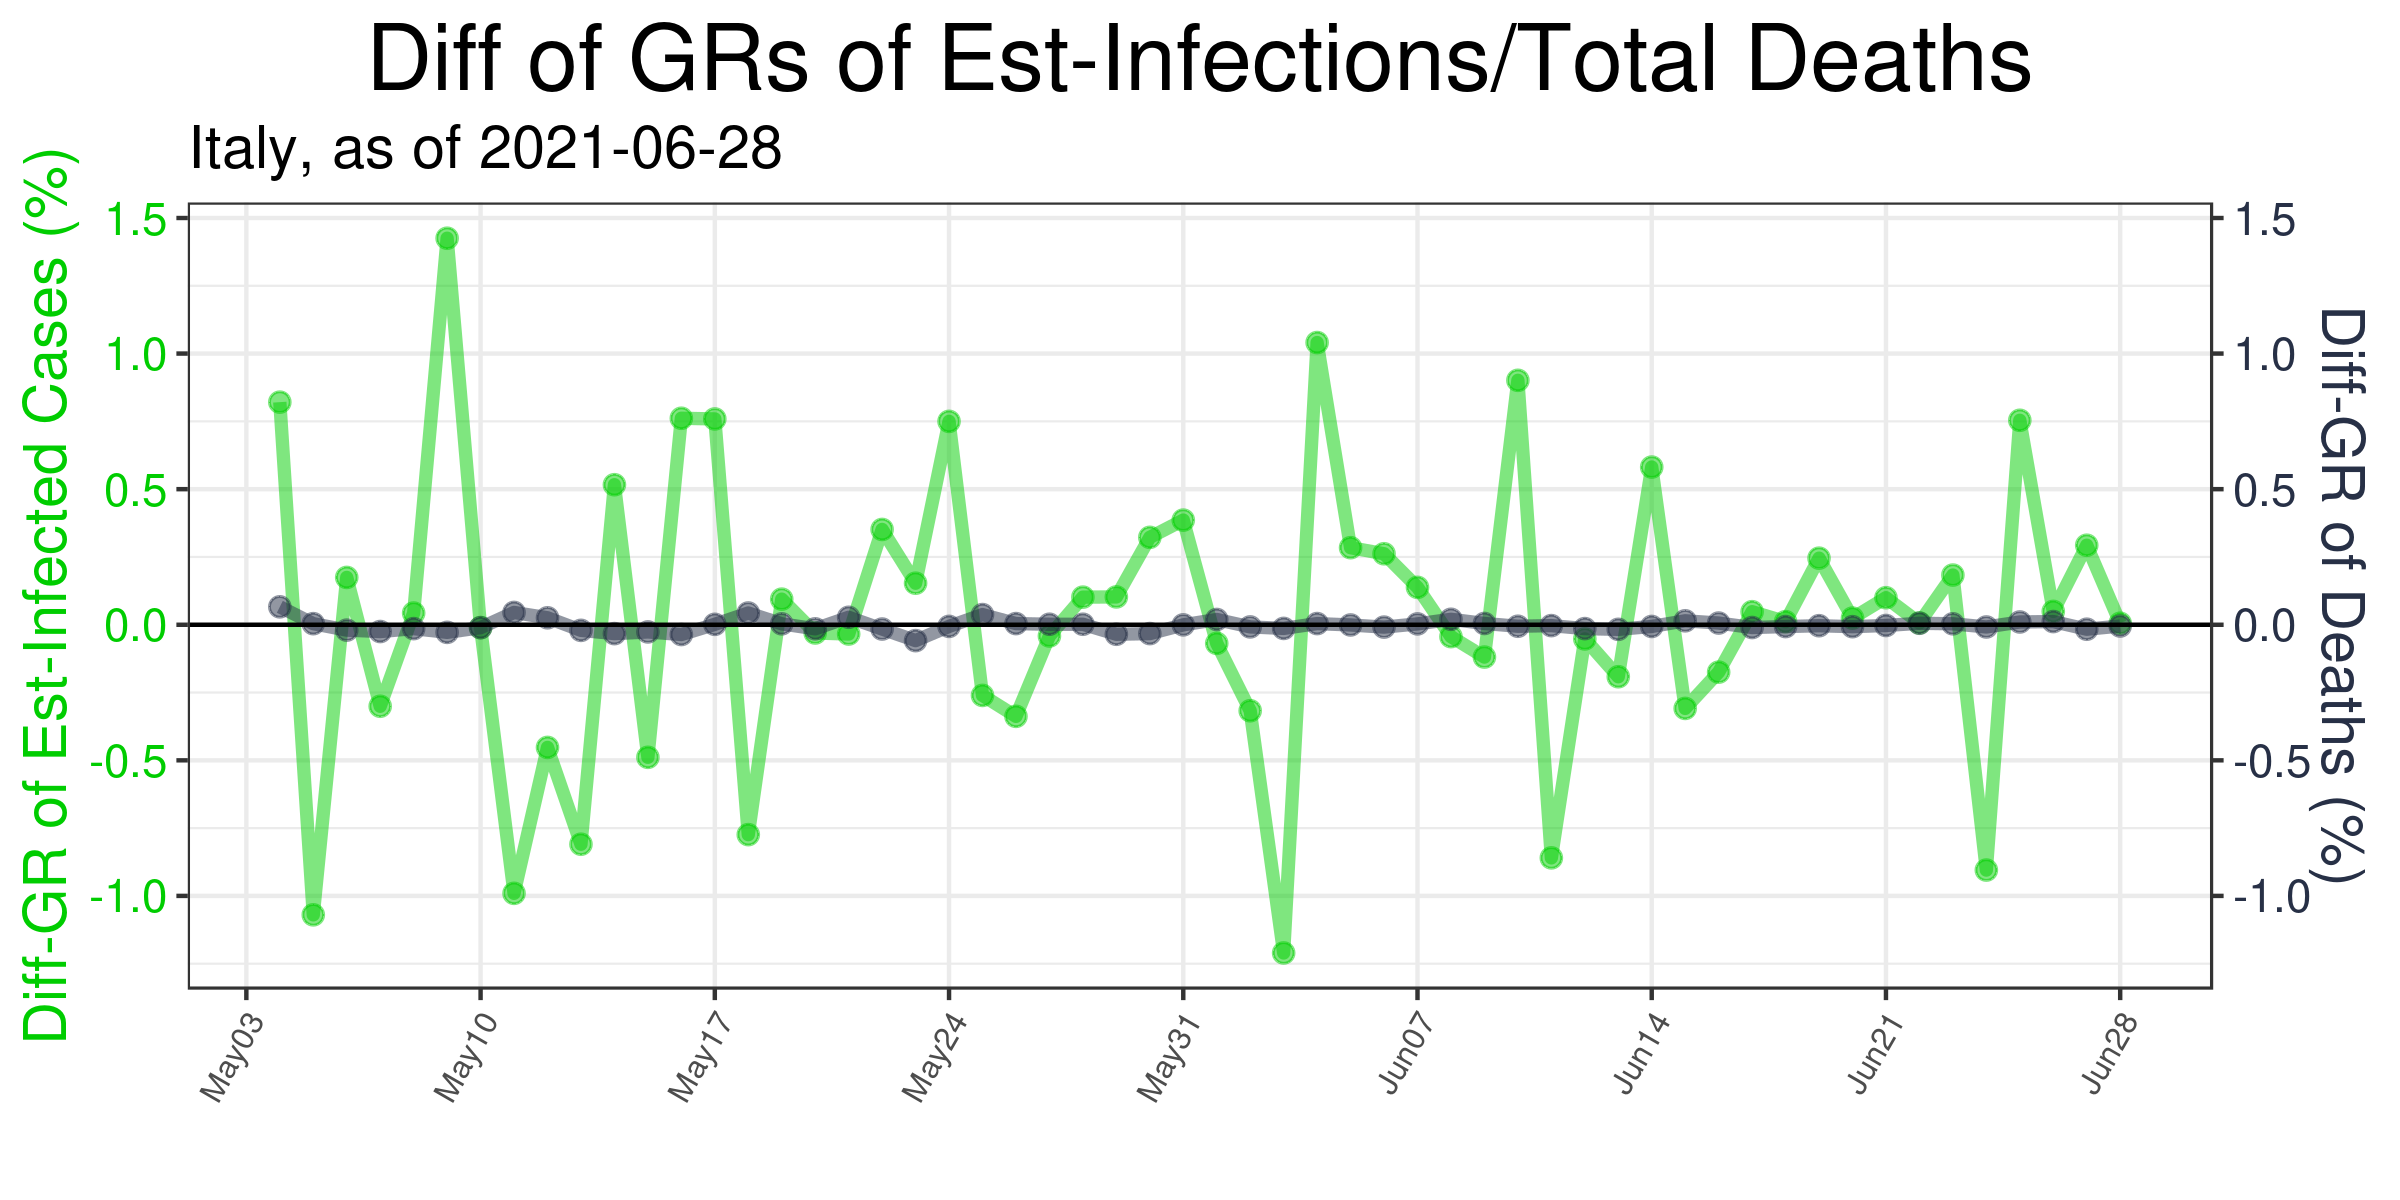 Diff of GRs of Est-Infections/Total Deaths
Italy, as of 2021-06-28
Diff-GR of Est-Infected Cases (%)
1.5
1.0
0.5
0.0
-0.5
-1.0
1.5
1.0
0.5
0.0
-0.5
-1.0
Diff-GR of Deaths (%)
May03
May10
May17
May24
May31
Jun07
Jun14
Jun21
Jun28